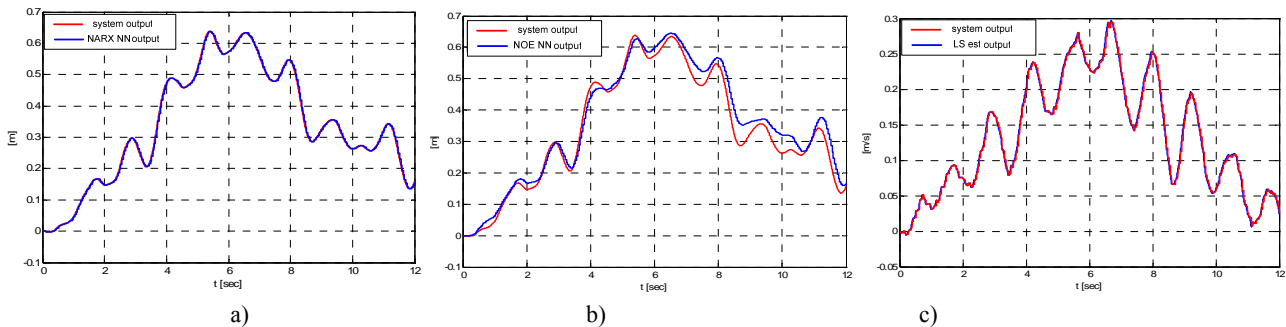 0.7
0.6
0.5
0.4
0.3
0.2
0.1
0
-0.1
[m]
system output
NARX NN output
0 2 4 6 8 10 12
t [sec]
a)
0.7
0.6
0.5
0.4
0.3
0.2
0.1
0
-0.1
[m]
system output
NOE NN output
0 2 4 6 8 10 12
t [sec]
b)
0.3
0.25
0.2
0.15
0.1
0.05
0
-0.05
[m/s]
system output
LS est output
0 2 4 6 8 10 12
t [sec]
c)